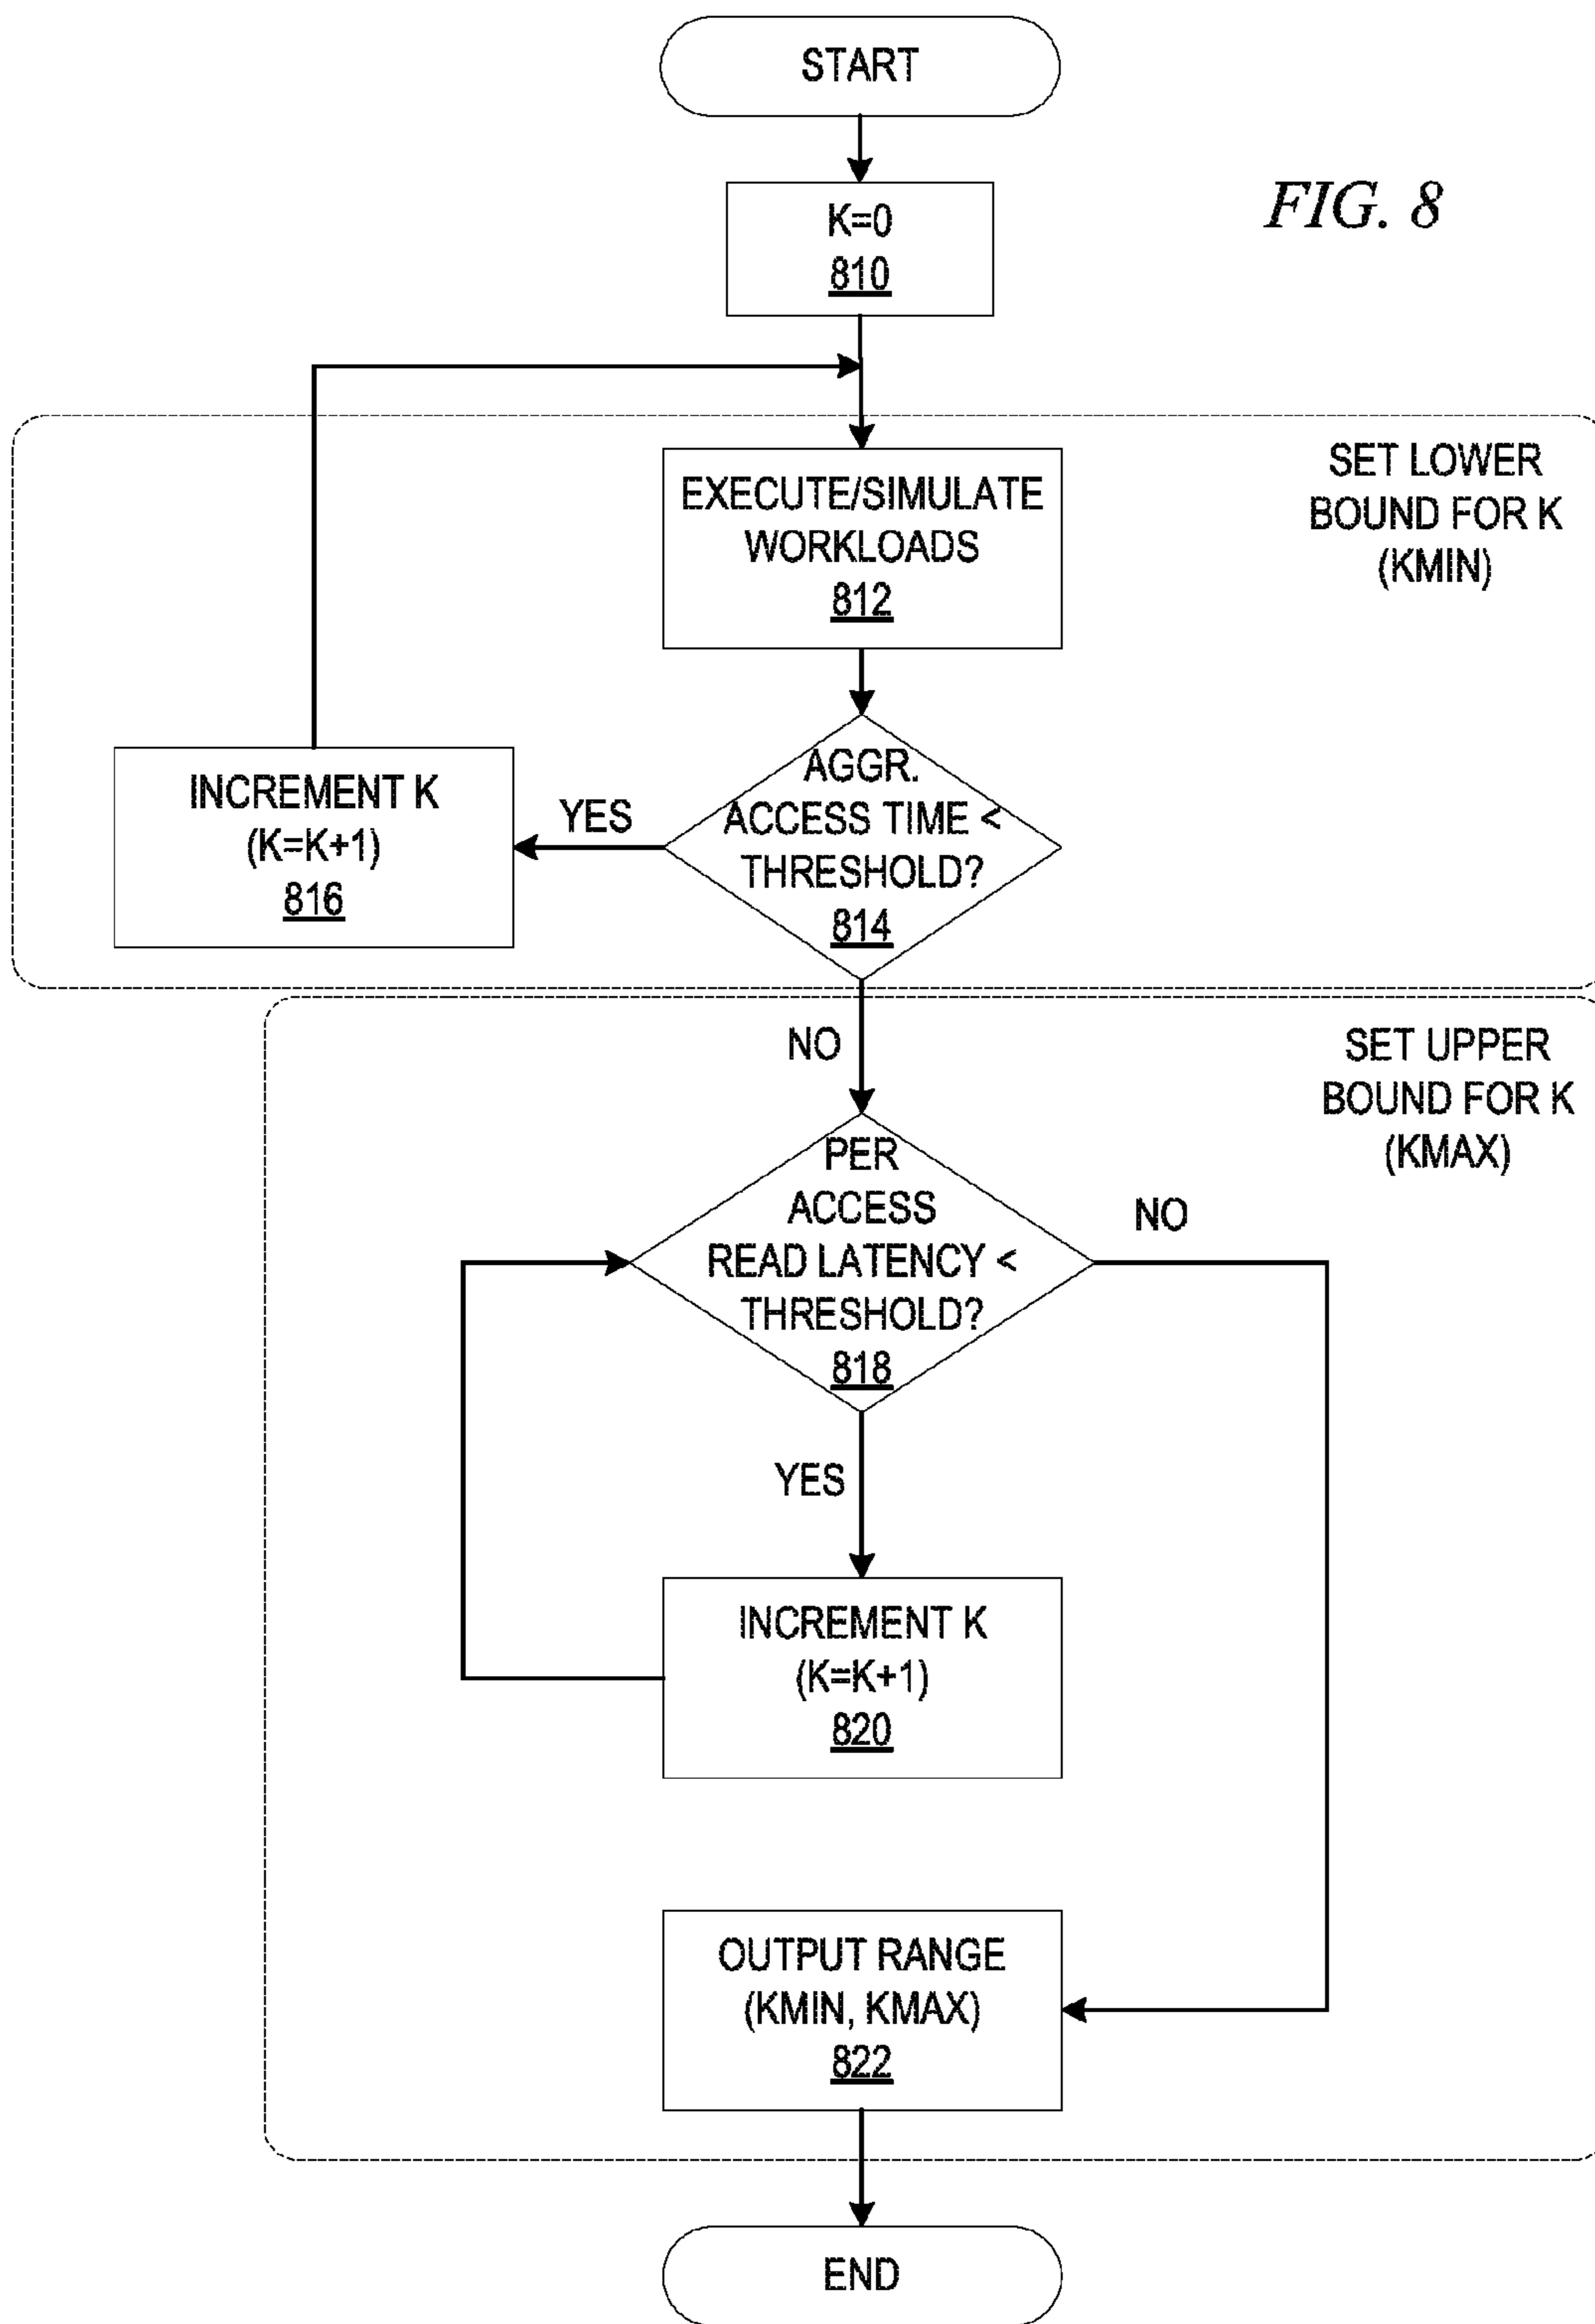 START
FIG. 8
K=0
810
SET LOWER
BOUND FOR K
(KMIN)
EXECUTE/SIMULATE
WORKLOADS
812
AGGR.
ACCESS TIME <
THRESHOLD?
814
YES
INCREMENT K
(K=K+1)
816
NO
SET UPPER
BOUND FOR K
(KMAX)
PER
ACCESS
READ LATENCY <
THRESHOLD?
818
NO
YES
INCREMENT K
(K=K+1)
820
OUTPUT RANGE
(KMIN, KMAX)
822
END